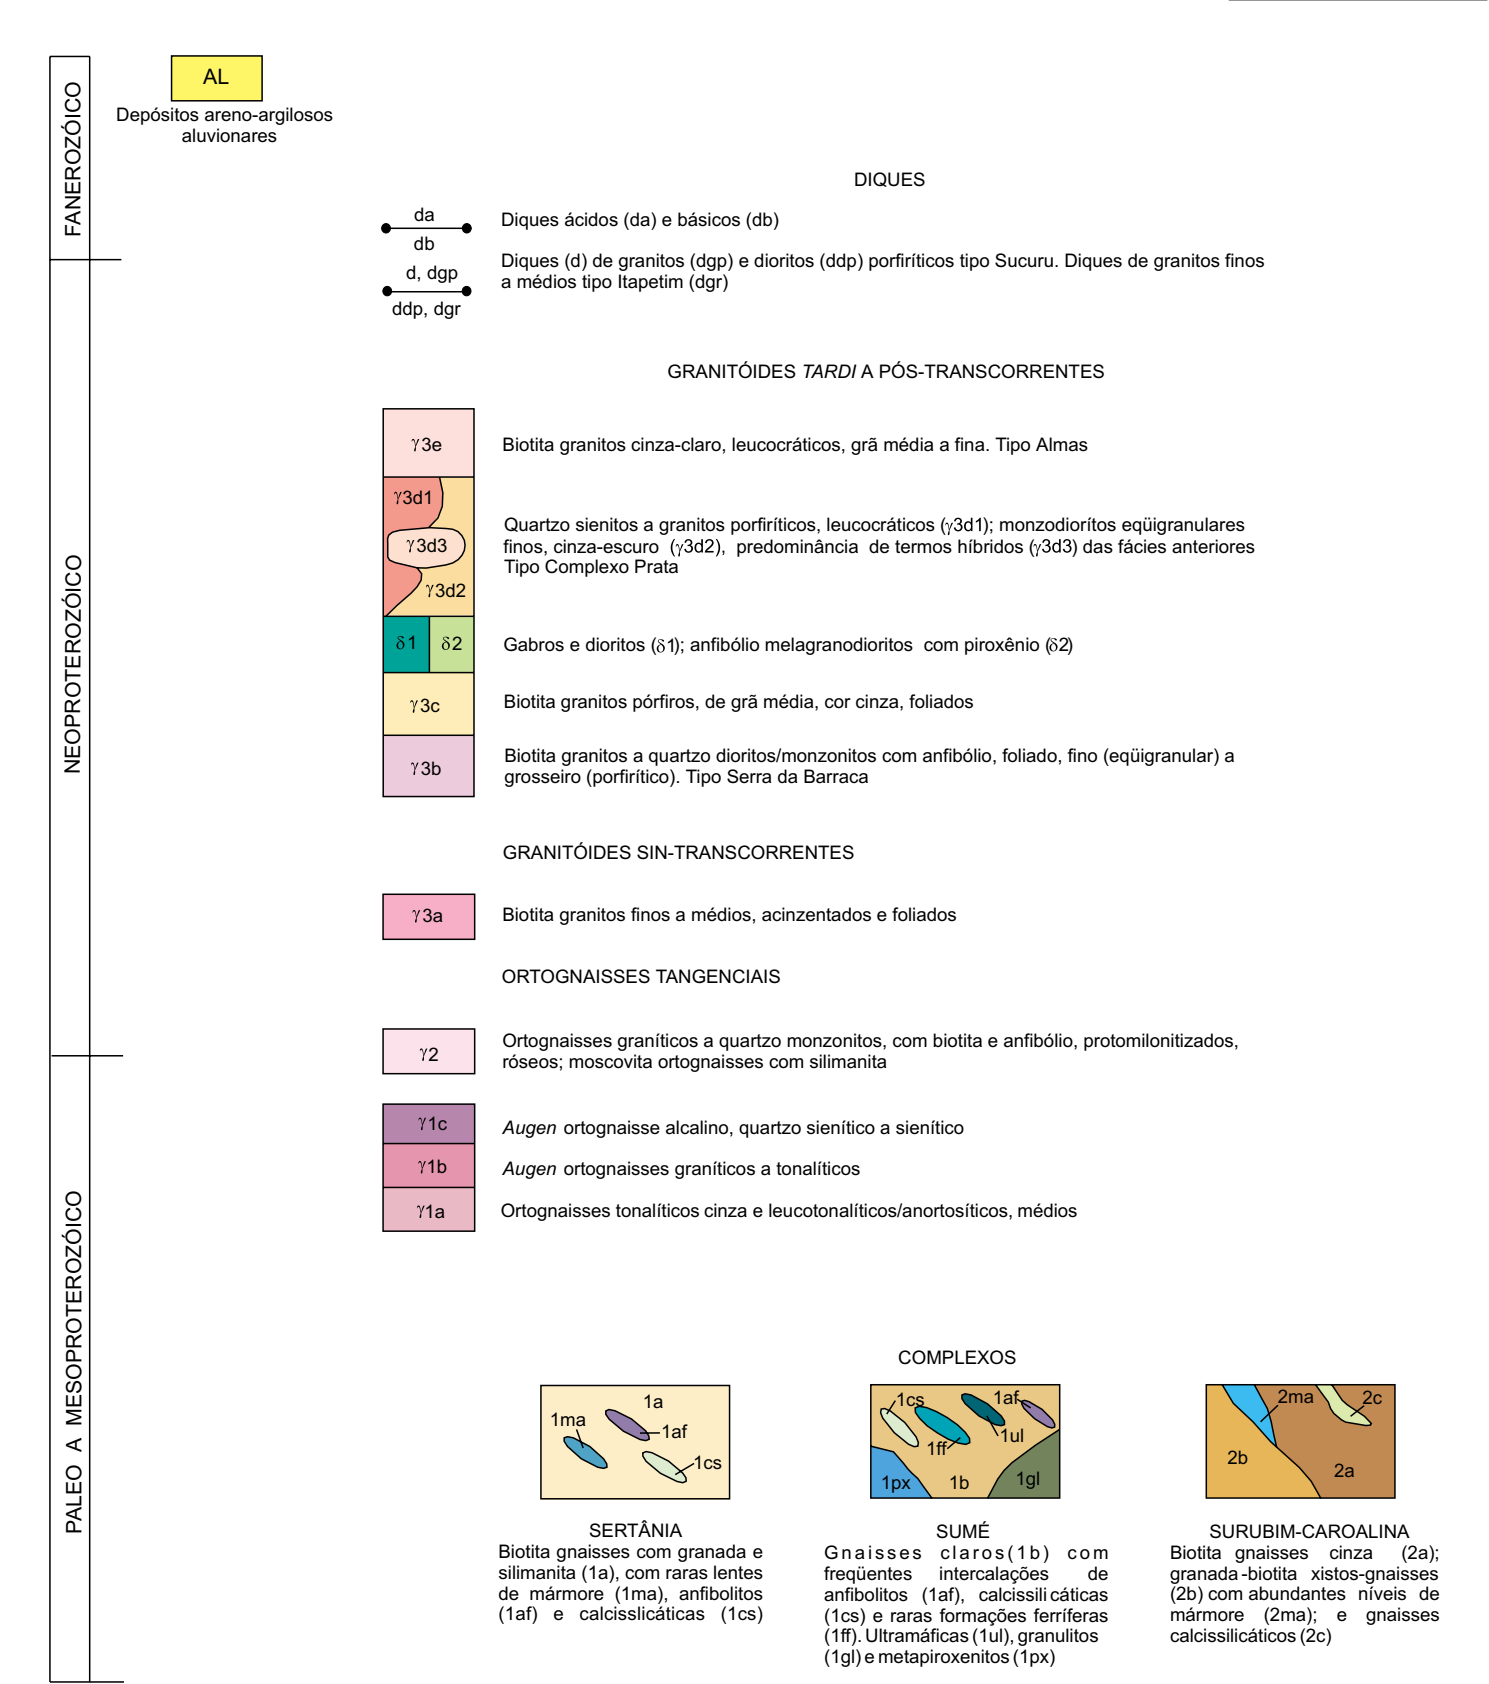 FANEROZÓICO
AL
Depósitos areno-argilosos
aluvionares
DIQUES
da
db
Diques ácidos (da) e básicos (db)
d, dgp
ddp, dgr
Diques (d) de granitos (dgp) e dioritos (ddp) porfiríticos tipo Sucuru. Diques de granitos finos
a médios tipo Itapetim (dgr)
NEOPROTEROZÓICO
GRANITÓIDES TARDI A PÓS-TRANSCORRENTES
γ3e
Biotita granitos cinza-claro, leucocráticos, grã média a fina. Tipo Almas
γ3d1
γ3d3
γ3d2
Quartzo sienitos a granitos porfiríticos, leucocráticos (γ3d1); monzodiorítos eqüigranulares
finos, cinza-escuro (γ3d2), predominância de termos híbridos (γ3d3) das fácies anteriores
Tipo Complexo Prata
δ1
δ2
Gabros e dioritos (δ1); anfibólio melagranodioritos com piroxênio (δ2)
γ3c
Biotita granitos pórfiros, de grã média, cor cinza, foliados
γ3b
Biotita granitos a quartzo dioritos/monzonitos com anfibólio, foliado, fino (eqüigranular) a
grosseiro (porfirítico). Tipo Serra da Barraca
GRANITÓIDES SIN-TRANSCORRENTES
γ3a
Biotita granitos finos a médios, acinzentados e foliados
ORTOGNAISSES TANGENCIAIS
γ2
Ortognaisses graníticos a quartzo monzonitos, com biotita e anfibólio, protomilonitizados,
róseos; moscovita ortognaisses com silimanita
PALEO A MESOPROTEROZÓICO
γ1c
Augen ortognaisse alcalino, quartzo sienítico a sienítico
γ1b
Augen ortognaisses graníticos a tonalíticos
γ1a
Ortognaisses tonalíticos cinza e leucotonalíticos/anortosíticos, médios
COMPLEXOS
1a
1ma
1af
1cs
SERTÂNIA
Biotita gnaisses com granada e
silimanita (1a), com raras lentes
de mármore (1ma), anfibolitos
(1af) e calcisslicáticas (1cs)
1cs
1af
1ff
1ul
1px
1b
1gl
SUMÉ
Gnaisses claros (1b) com
freqüentes intercalações de
anfibolitos (1af), calcissili cáticas
(1cs) e raras formações ferríferas
(1ff). Ultramáficas (1ul), granulitos
(1gl) e metapiroxenitos (1px)
2ma
2c
2b
2a
SURUBIM-CAROALINA
Biotita gnaisses cinza (2a);
granada-biotita xistos-gnaisses
(2b) com abundantes níveis de
mármore (2ma); e gnaisses
calcissilicáticos (2c)